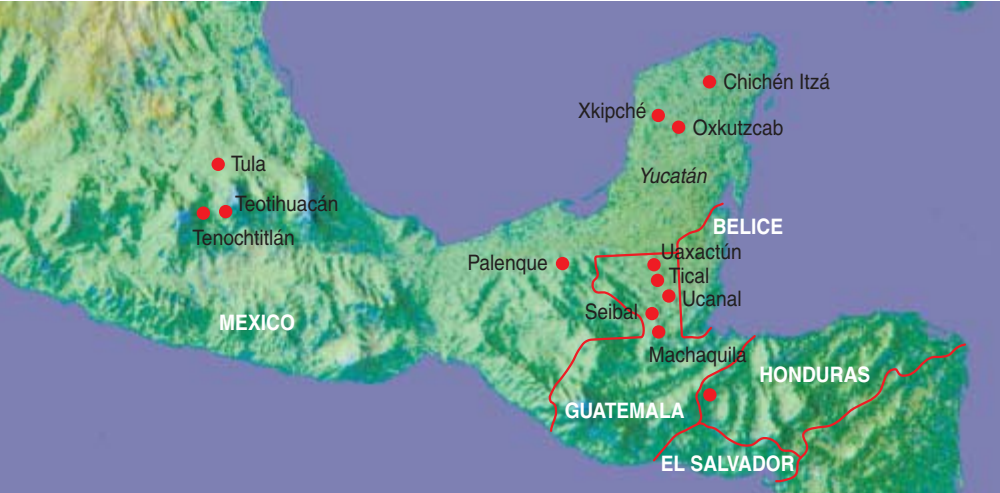 Chichén Itzá
Xkipché
Oxkutzcab
Tula
Yucatán
Teotihuacán
Tenochtitlán
BELICE
Uaxactún
Palenque
Tical
Ucanal
Seibal
MEXICO
Machaquila
HONDURAS
GUATEMALA
EL SALVADOR